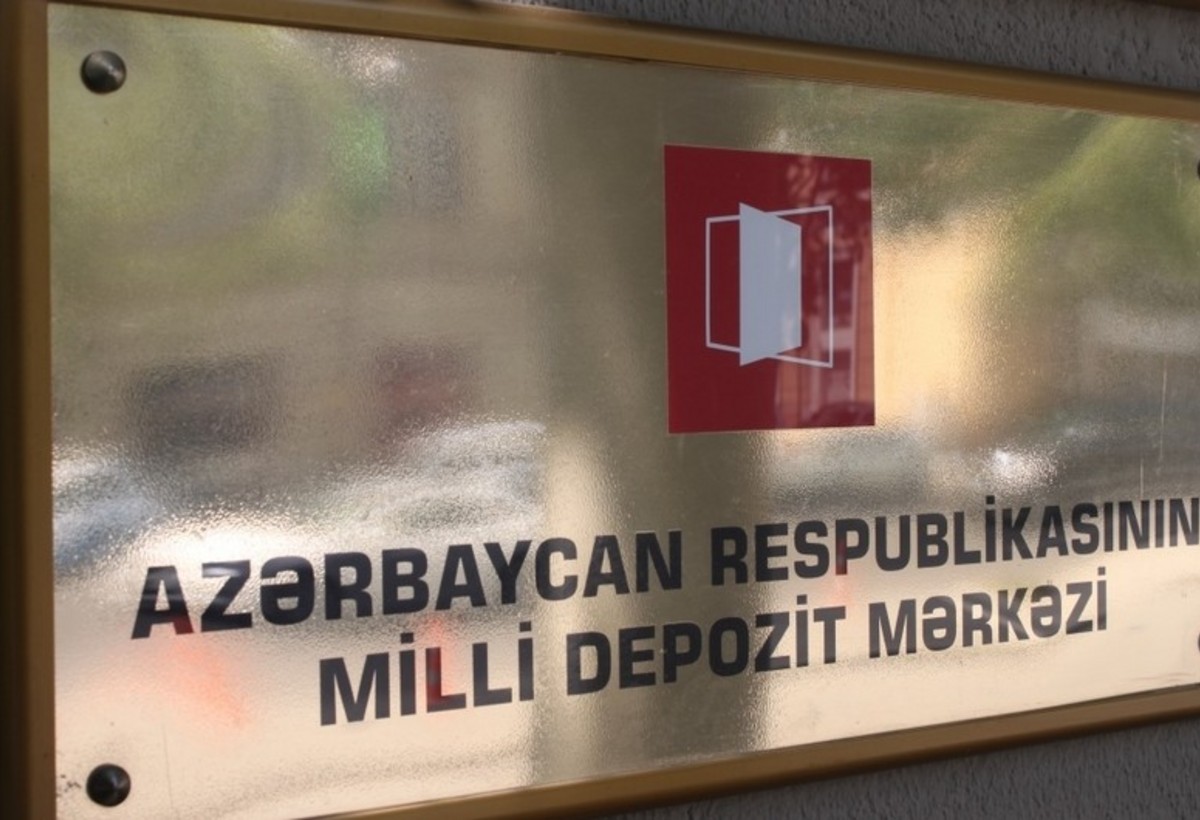 AZƏRBAYCAN RESPUBLİKASININ
MİLLİ DEPOZİT MƏRKƏZİ